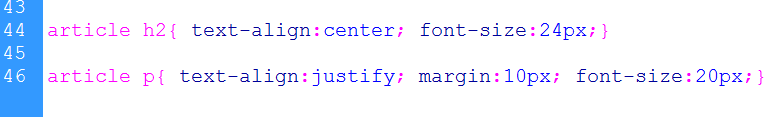 43
44 article h2{ text-align:center; font-size:24px;}
45
46 article p{ text-align:justify; margin:10px; font-size:20px;}